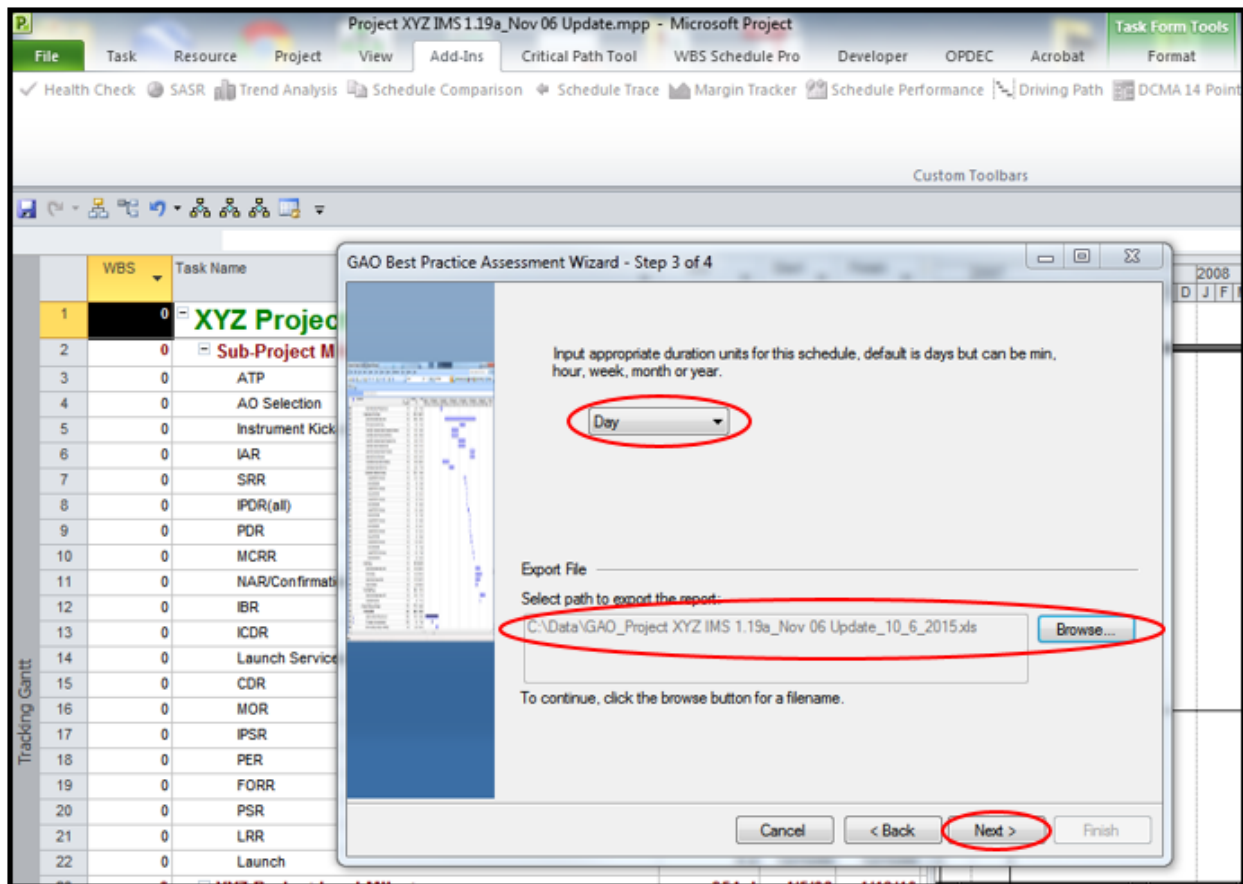 Project XYZ IMS 1.19a_Nov 06 Update.mpp - Microsoft Project
Task Form Tools
File Task Resource Project View Add-Ins Critical Path Tool WBS Schedule Pro Developer OPDEC Acrobat Format
Health Check SASR Trend Analysis Schedule Comparison Schedule Trace Margin Tracker Schedule Performance Driving Path DCMA 14 Point
Custom Toolbars
WBS Task Name
2008
D J F
1 0 XYZ Projec
2 0 Sub-Project M
3 0 ATP
4 0 AO Selection
5 0 Instrument Kick
6 0 IAR
7 0 SRR
8 0 IPDR(all)
9 0 PDR
10 0 MCRR
11 0 NAR/Confirmati
12 0 IBR
13 0 ICDR
14 0 Launch Service
15 0 CDR
16 0 MOR
17 0 IPSR
18 0 PER
19 0 FORR
20 0 PSR
21 0 LRR
22 0 Launch
Tracking Gantt
GAO Best Practice Assessment Wizard - Step 3 of 4
Input appropriate duration units for this schedule, default is days but can be min,
hour, week, month or year.
Day
Export File
Select path to export the report:
C:\Data\GAO_Project XYZ IMS 1.19a_Nov 06 Update_10_6_2015.xls
Browse...
To continue, click the browse button for a filename.
Cancel < Back Next > Finish